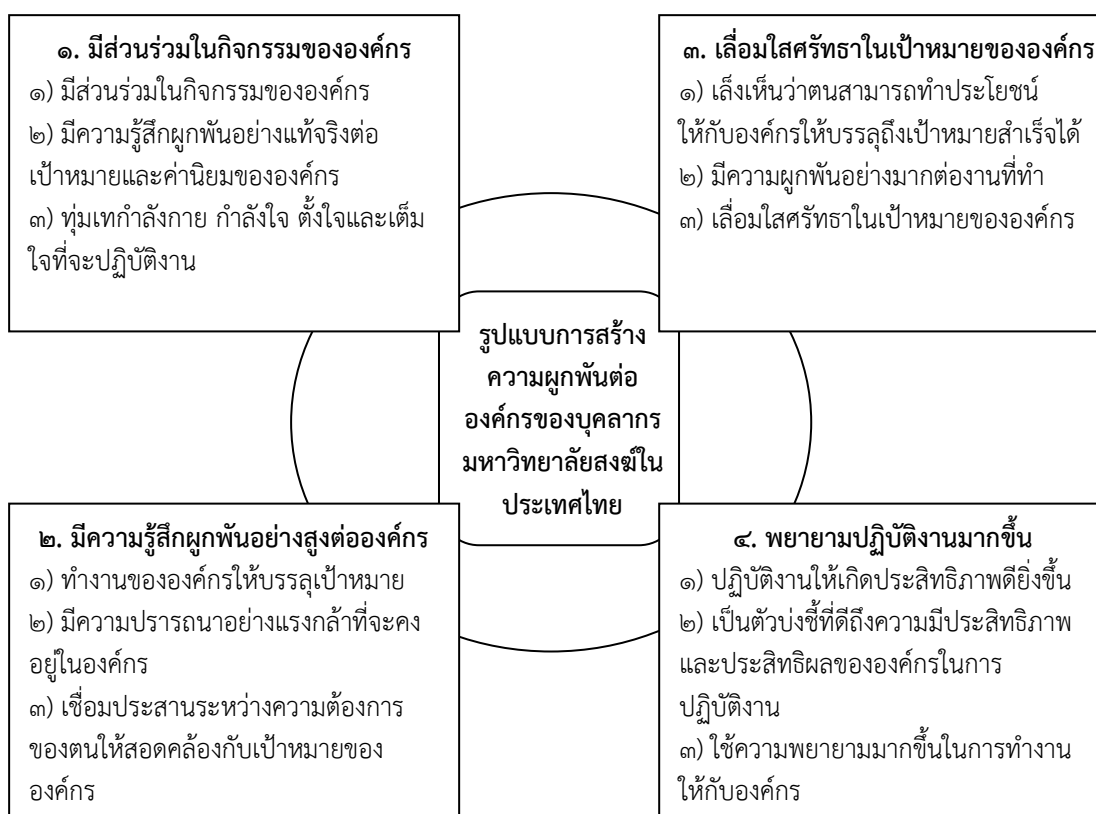 ๑. มีส่วนร่วมในกิจกรรมขององค์กร
๑) มีส่วนร่วมในกิจกรรมขององค์กร
๒) มีความรู้สึกผูกพันอย่างแท้จริงต่อ
เป้าหมายและค่านิยมขององค์กร
๓) ทุ่มเทกำลังกาย กำลังใจ ตั้งใจและเต็ม
ใจที่จะปฏิบัติงาน
๓. เลื่อมใสศรัทธาในเป้าหมายขององค์กร
๑) เล็งเห็นว่าตนสามารถทำประโยชน์
ให้กับองค์กรให้บรรลุถึงเป้าหมายสำเร็จได้
๒) มีความผูกพันอย่างมากต่องานที่ทำ
๓) เลื่อมใสศรัทธาในเป้าหมายขององค์กร
รูปแบบการสร้าง
ความผูกพันต่อ
องค์กรของบุคลากร
มหาวิทยาลัยสงฆ์ใน
ประเทศไทย
๒. มีความรู้สึกผูกพันอย่างสูงต่อองค์กร
๑) ทำงานขององค์กรให้บรรลุเป้าหมาย
๒) มีความปรารถนาอย่างแรงกล้าที่จะคง
อยู่ในองค์กร
๓) เชื่อมประสานระหว่างความต้องการ
ของตนให้สอดคล้องกับเป้าหมายของ
องค์กร
๔. พยายามปฏิบัติงานมากขึ้น
๑) ปฏิบัติงานให้เกิดประสิทธิภาพดียิ่งขึ้น
๒) เป็นตัวบ่งชี้ที่ดีถึงความมีประสิทธิภาพ
และประสิทธิผลขององค์กรในการ
ปฏิบัติงาน
๓) ใช้ความพยายามมากขึ้นในการทำงาน
ให้กับองค์กร